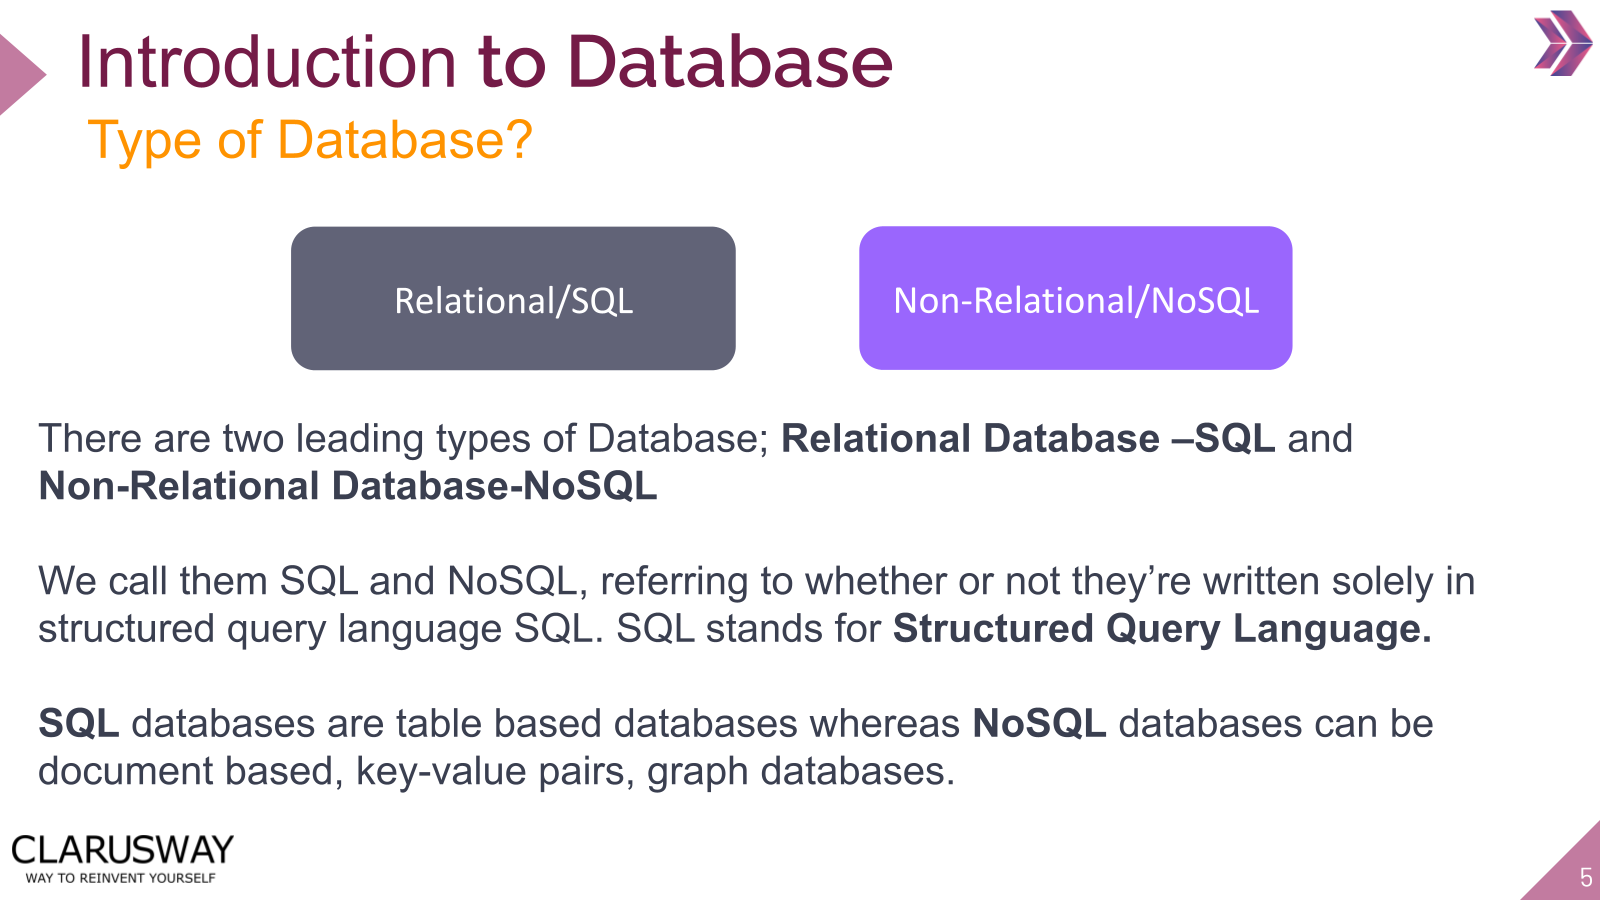 Introduction to Database
Type of Database?
Relational/SQL
Non-Relational/NoSQL
There are two leading types of Database; Relational Database –SQL and
Non-Relational Database-NoSQL
We call them SQL and NoSQL, referring to whether or not they’re written solely in
structured query language SQL. SQL stands for Structured Query Language.
SQL databases are table based databases whereas NoSQL databases can be
document based, key-value pairs, graph databases.
CLARUSWAY
WAY TO REINVENT YOURSELF
5